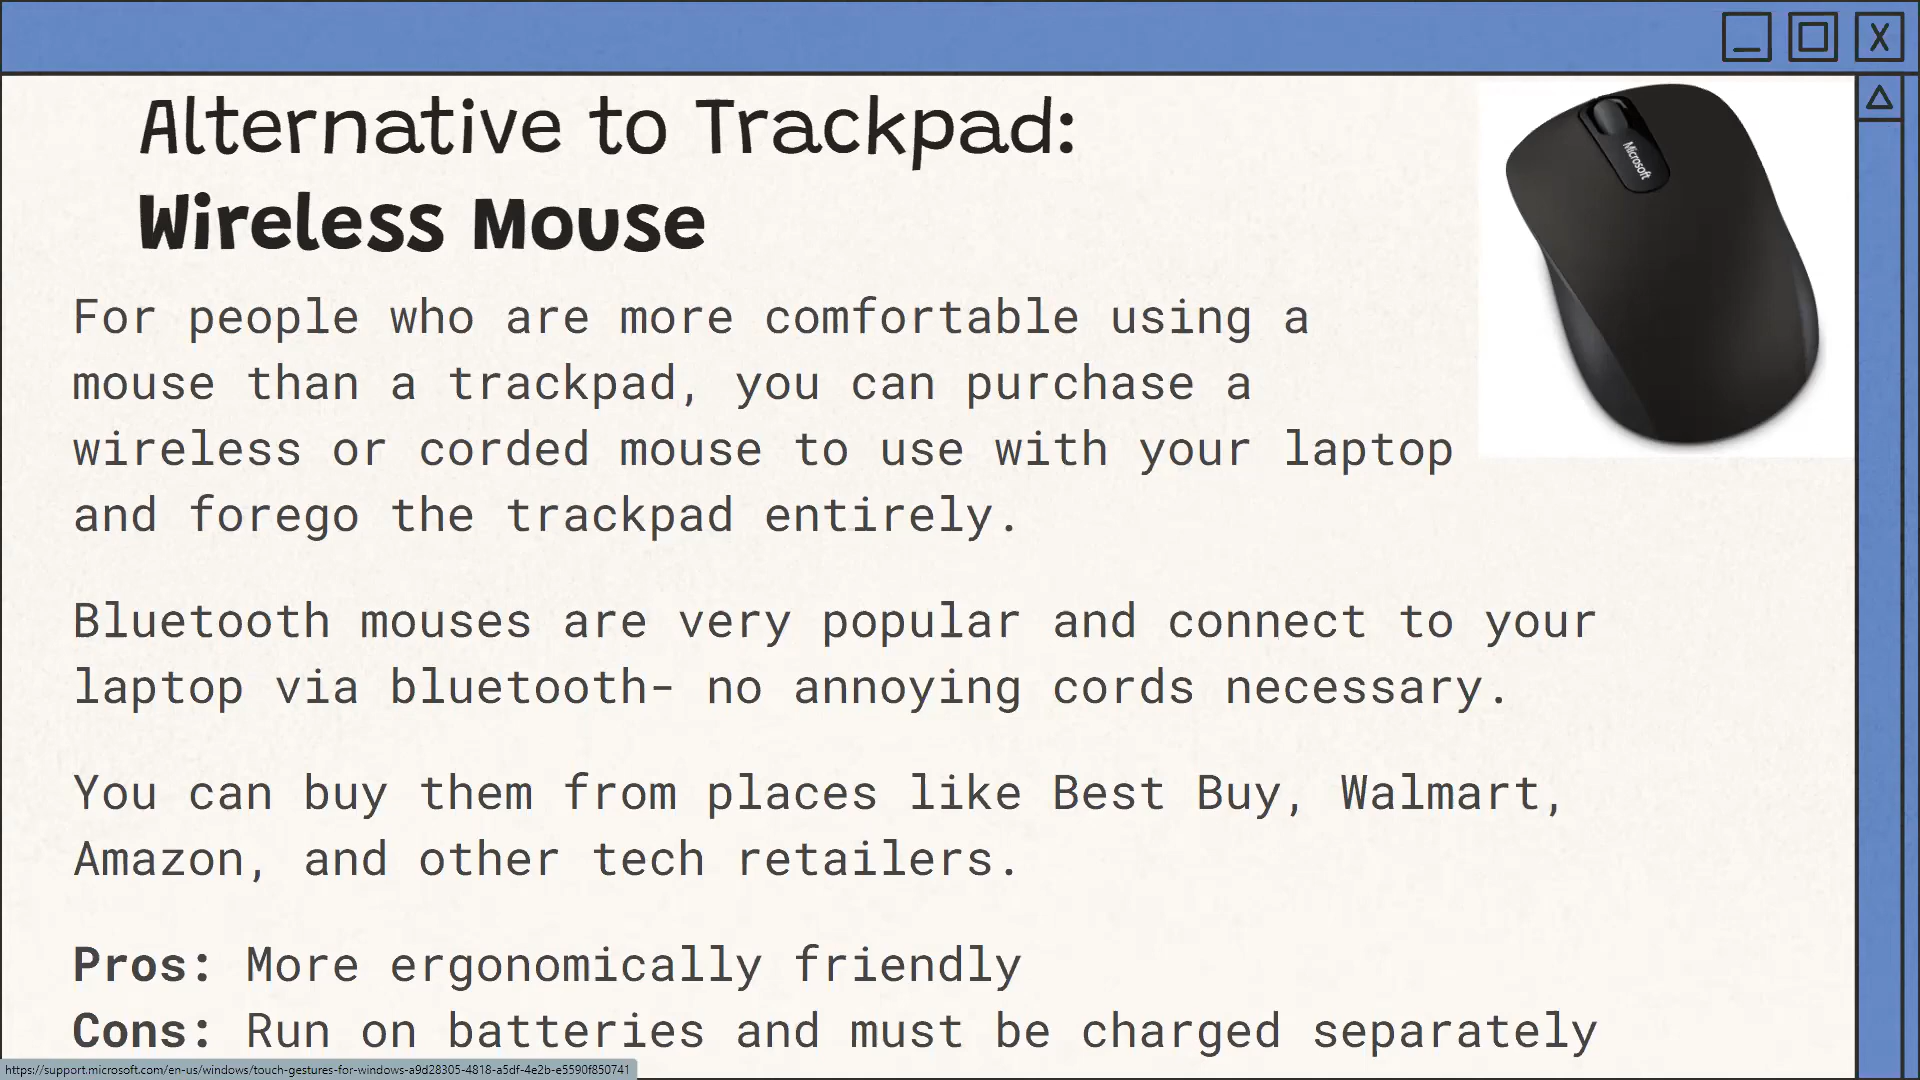 Alternative to Trackpad:
Wireless Mouse
Microsoft
For people who are more comfortable using a
mouse than a trackpad, you can purchase a
wireless or corded mouse to use with your laptop
and forego the trackpad entirely.
Bluetooth mouses are very popular and connect to your
laptop via bluetooth- no annoying cords necessary.
You can buy them from places like Best Buy, Walmart,
Amazon, and other tech retailers.
Pros: More ergonomically friendly
Cons: Run on batteries and must be charged separately
https://support.microsoft.com/en-us/windows/touch-gestures-for-windows-a9d28305-4818-a5df-4e2b-e5590f850741